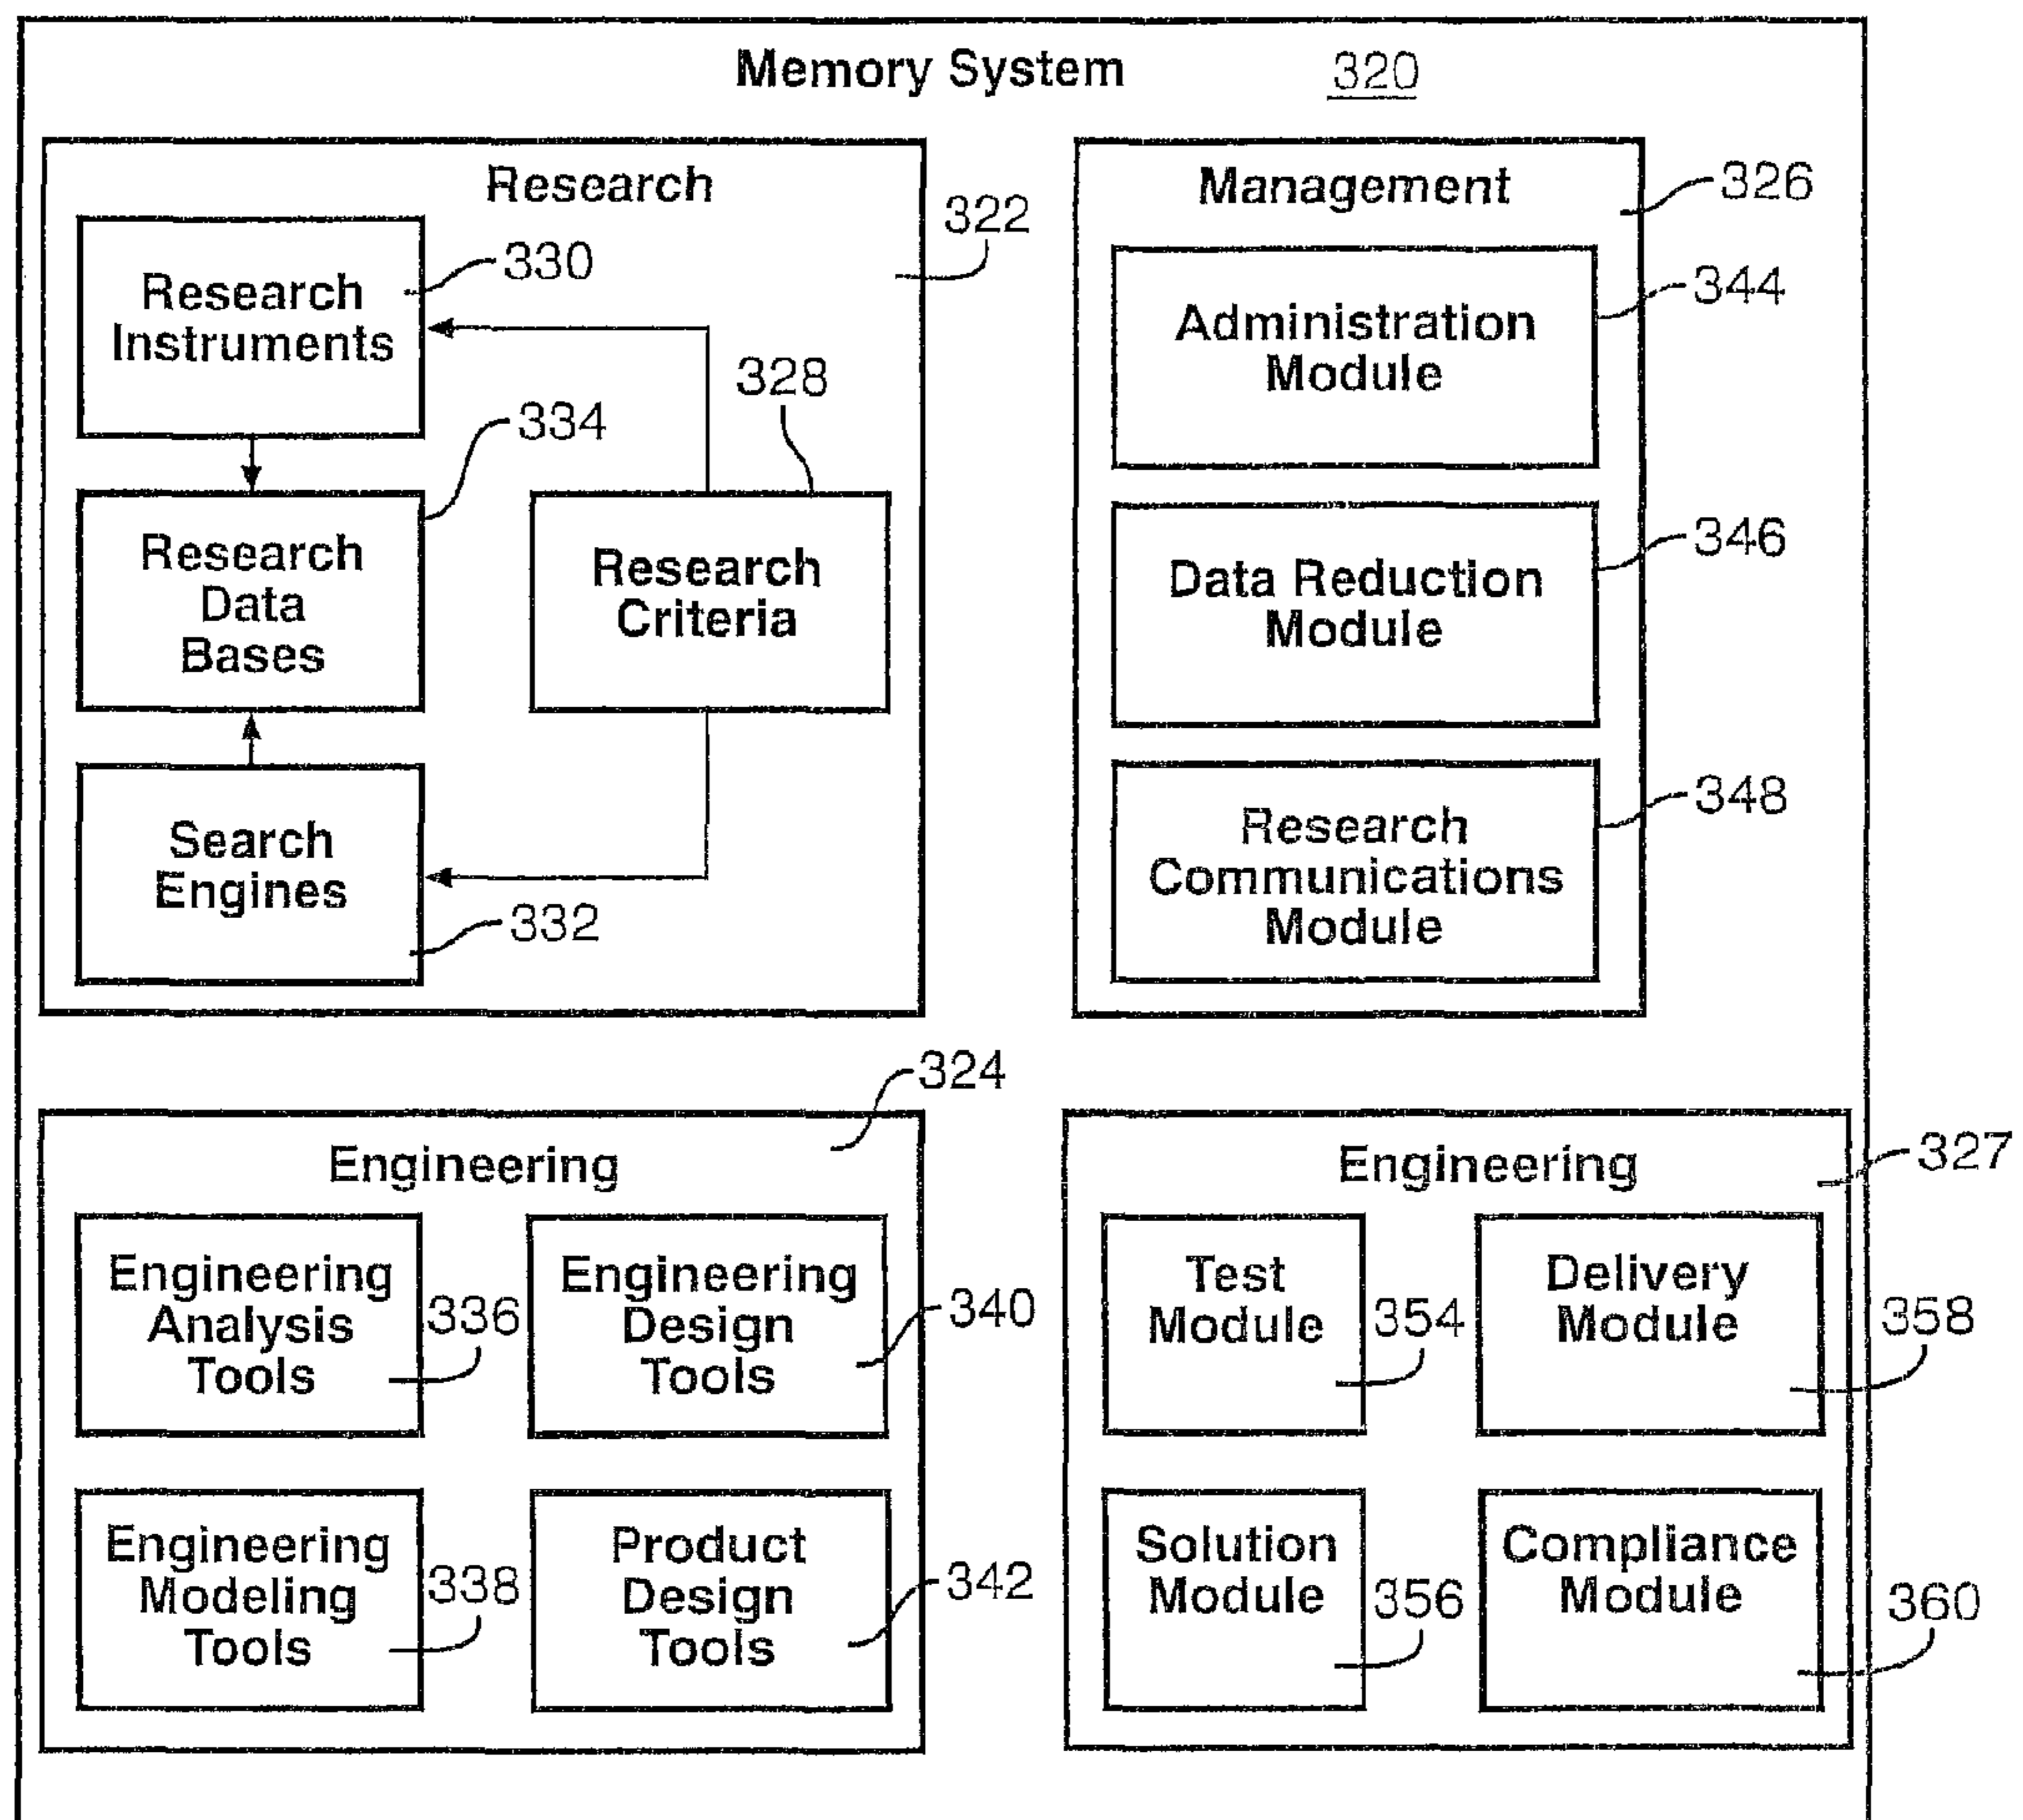 Memory System 320
Research
322
Research
Instruments
330
328
334
Research
Data
Bases
Research
Criteria
Search
Engines
332
Management
326
Administration
Module
344
Data Reduction
Module
346
Research
Communications
Module
348
324
Engineering
Engineering
Analysis
Tools
336
Engineering
Design
Tools
340
Engineering
Modeling
Tools
338
Product
Design
Tools
342
Engineering
327
Test
Module
354
Delivery
Module
358
Solution
Module
356
Compliance
Module
360